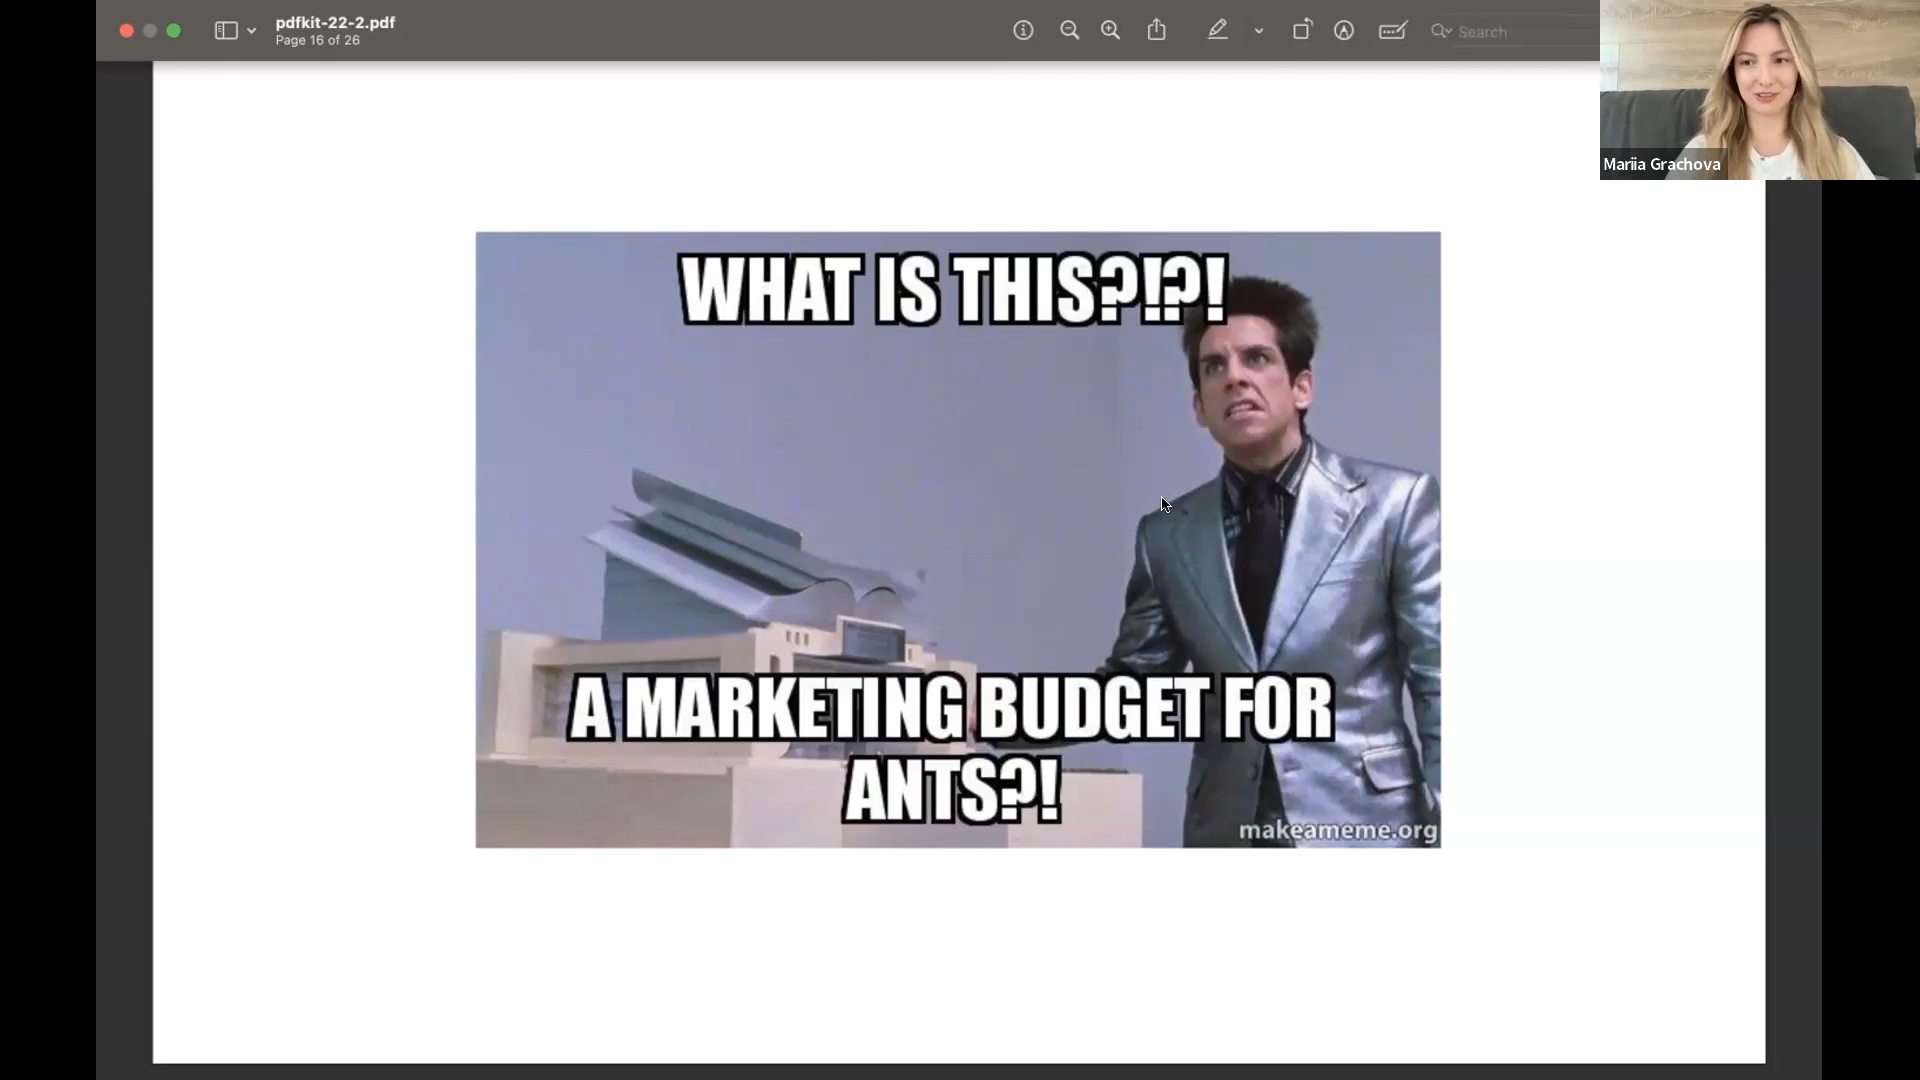 pdfkit-22-2.pdf
Page 16 of 26
Search
Mariia Grachova
WHAT IS THIS?!?!
A MARKETING BUDGET FOR
ANTS?!
makeameme.org